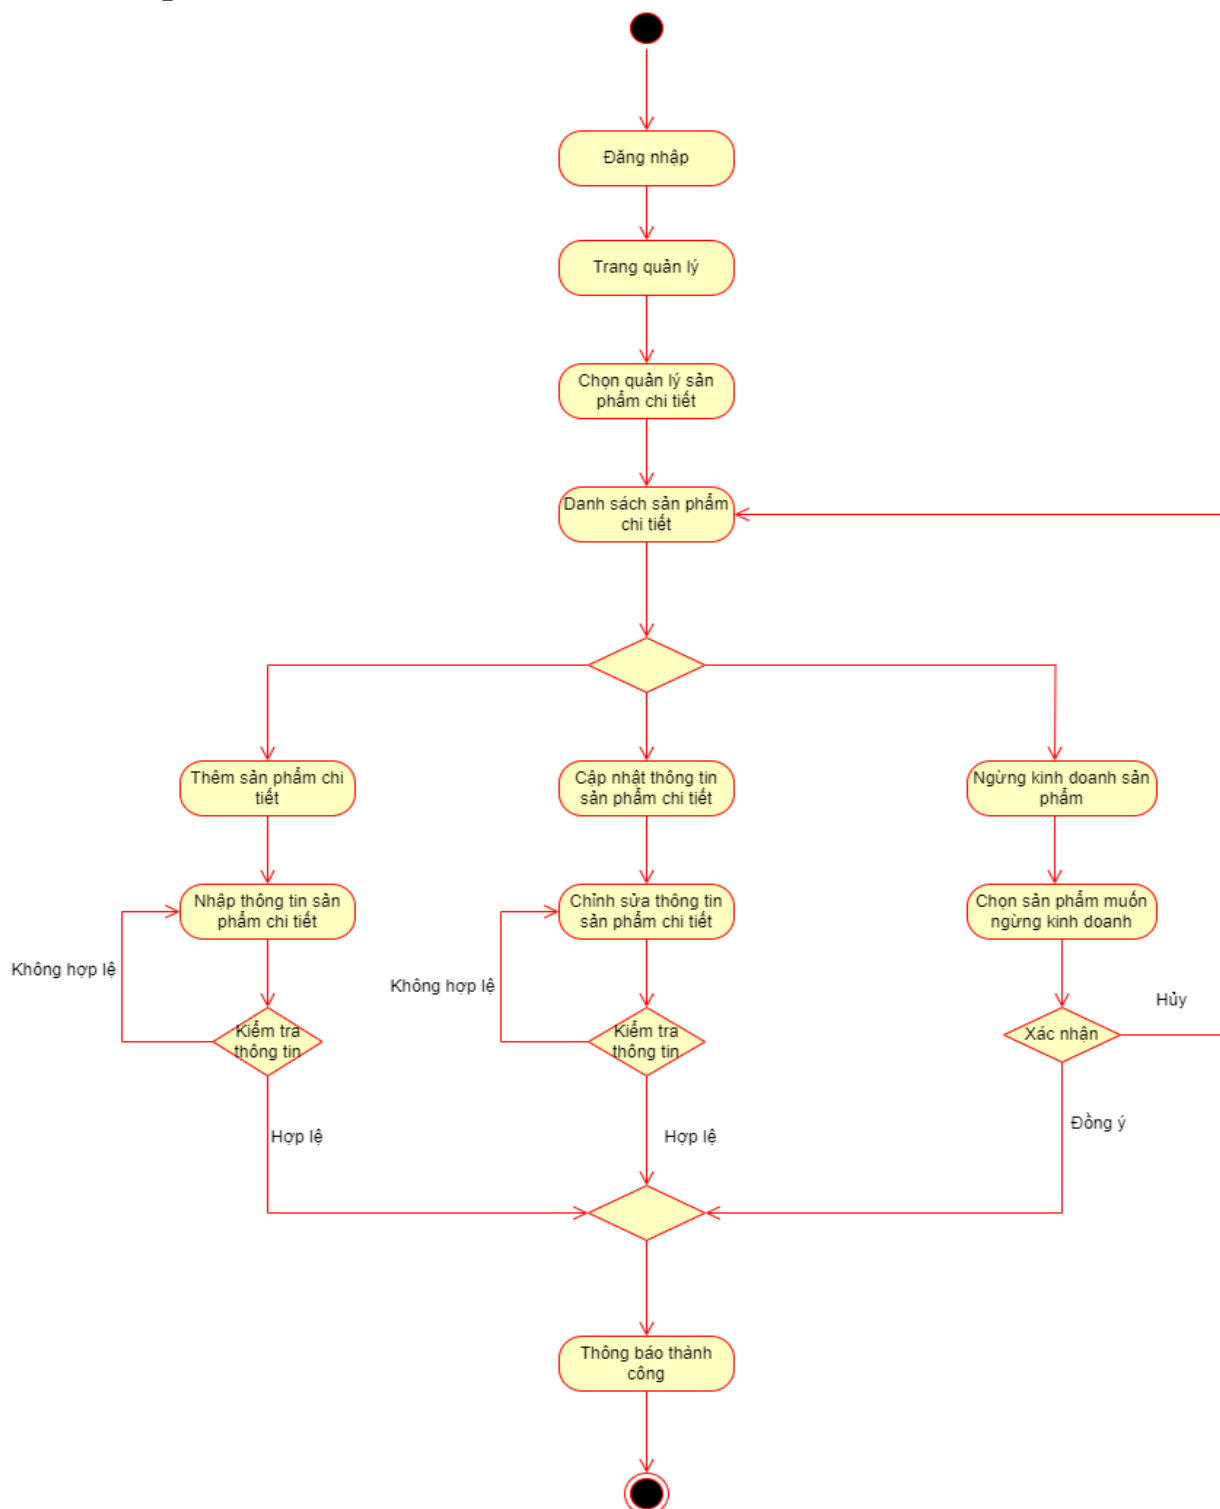 Đăng nhập
Trang quản lý
Chọn quản lý sản
phẩm chi tiết
Danh sách sản phẩm
chi tiết
Thêm sản phẩm chi
tiết
Cập nhật thông tin
sản phẩm chi tiết
Ngừng kinh doanh sản
phẩm
Nhập thông tin sản
phẩm chi tiết
Chỉnh sửa thông tin
sản phẩm chi tiết
Chọn sản phẩm muốn
ngừng kinh doanh
Không hợp lệ
Không hợp lệ
Hủy
Kiểm tra
thông tin
Kiểm tra
thông tin
Xác nhận
Hợp lệ
Hợp lệ
Đồng ý
Thông báo thành
công